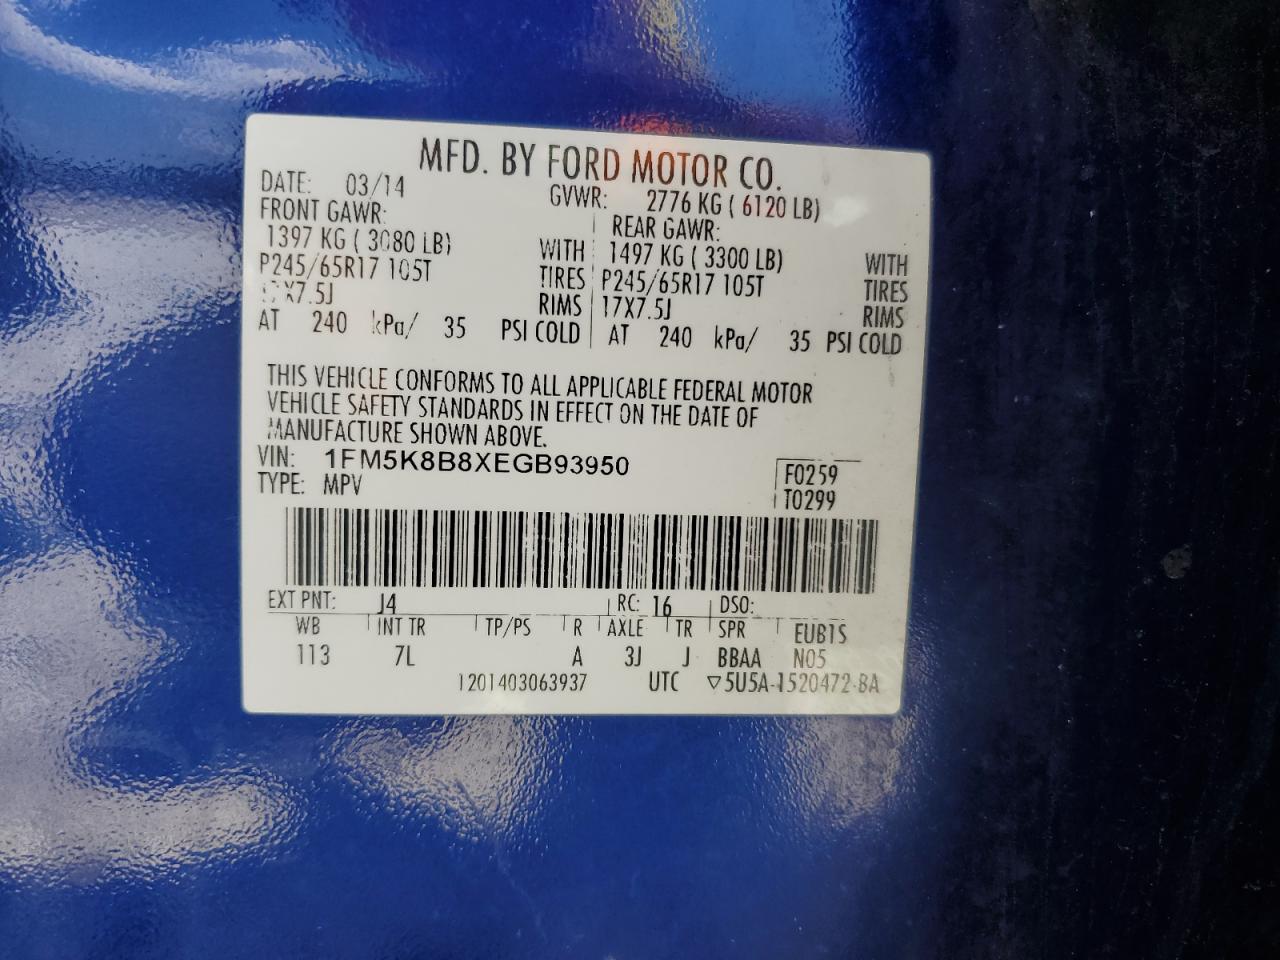 MFD. BY FORD MOTOR CO.
DATE: 03/14 GVWR: 2776 KG ( 6120 LB)
FRONT GAWR: REAR GAWR:
1397 KG ( 3080 LB) WITH 1497 KG ( 3300 LB) WITH
P245/65R17 105T TIRES P245/65R17 105T TIRES
17X7.5J RIMS 17X7.5J RIMS
AT 240 kPa/ 35 PSI COLD AT 240 kPa/ 35 PSI COLD
THIS VEHICLE CONFORMS TO ALL APPLICABLE FEDERAL MOTOR
VEHICLE SAFETY STANDARDS IN EFFECT ON THE DATE OF
MANUFACTURE SHOWN ABOVE.
VIN: 1FM5K8B8XEGB93950 F0259
TYPE: MPV T0299
EXT PNT: J4 RC: 16 DSO:
WB INT TR TP/PS R AXLE TR SPR EUB1S
113 7L A 3J J BBAA N05
1201403063937 UTC ▽5U5A-1520472-BA